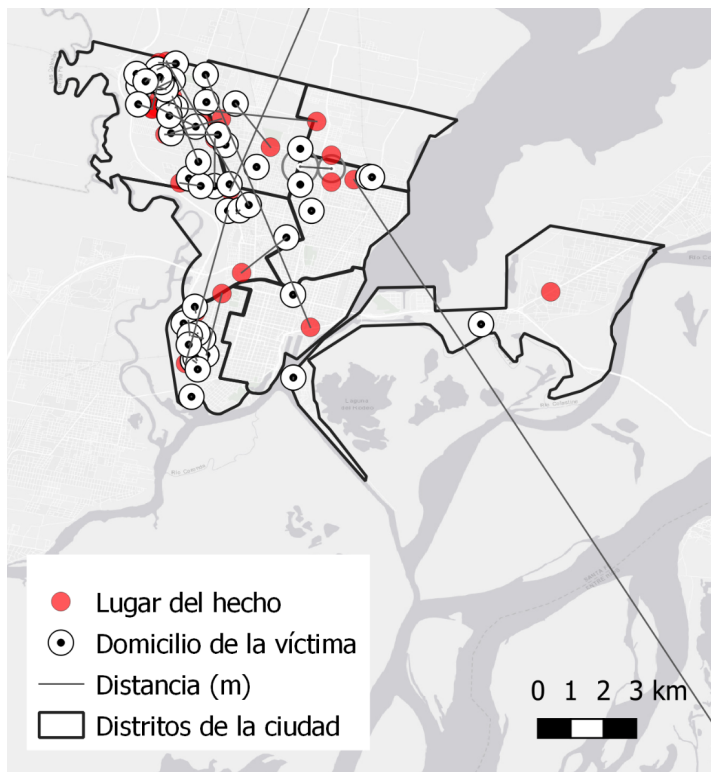 Lugar del hecho
Domicilio de la víctima
Distancia (m)
Distritos de la ciudad
0 1 2 3 km